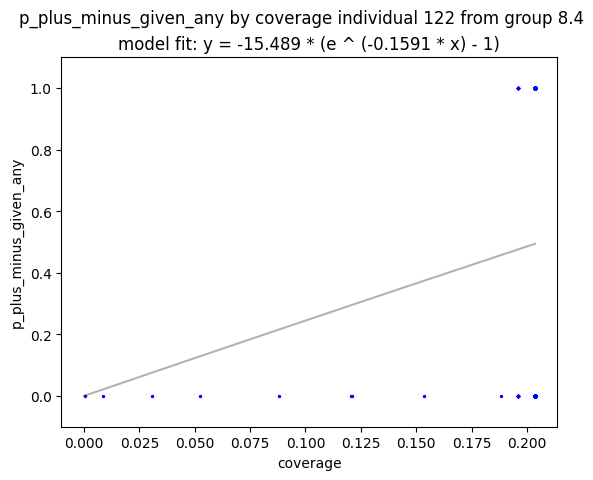 p_plus_minus_given_any by coverage individual 122 from group 8.4
model fit: y = -15.489 * (e ^ (-0.1591 * x) - 1)
1.0
0.8
0.6
0.4
0.2
0.0
p_plus_minus_given_any
0.000 0.025 0.050 0.075 0.100 0.125 0.150 0.175 0.200
coverage